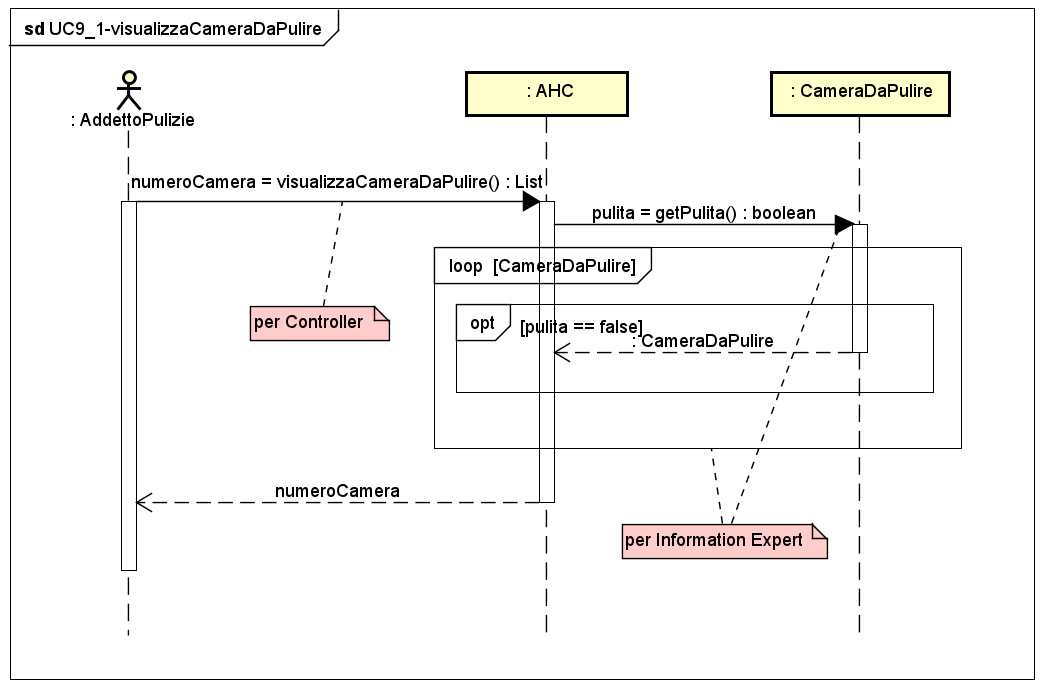 sd UC9_1-visualizzaCameraDaPulire
: AddettoPulizie
: AHC
: CameraDaPulire
numeroCamera = visualizzaCameraDaPulire() : List
pulita = getPulita() : boolean
loop [CameraDaPulire]
per Controller
opt
[pulita == false]
: CameraDaPulire
numeroCamera
per Information Expert